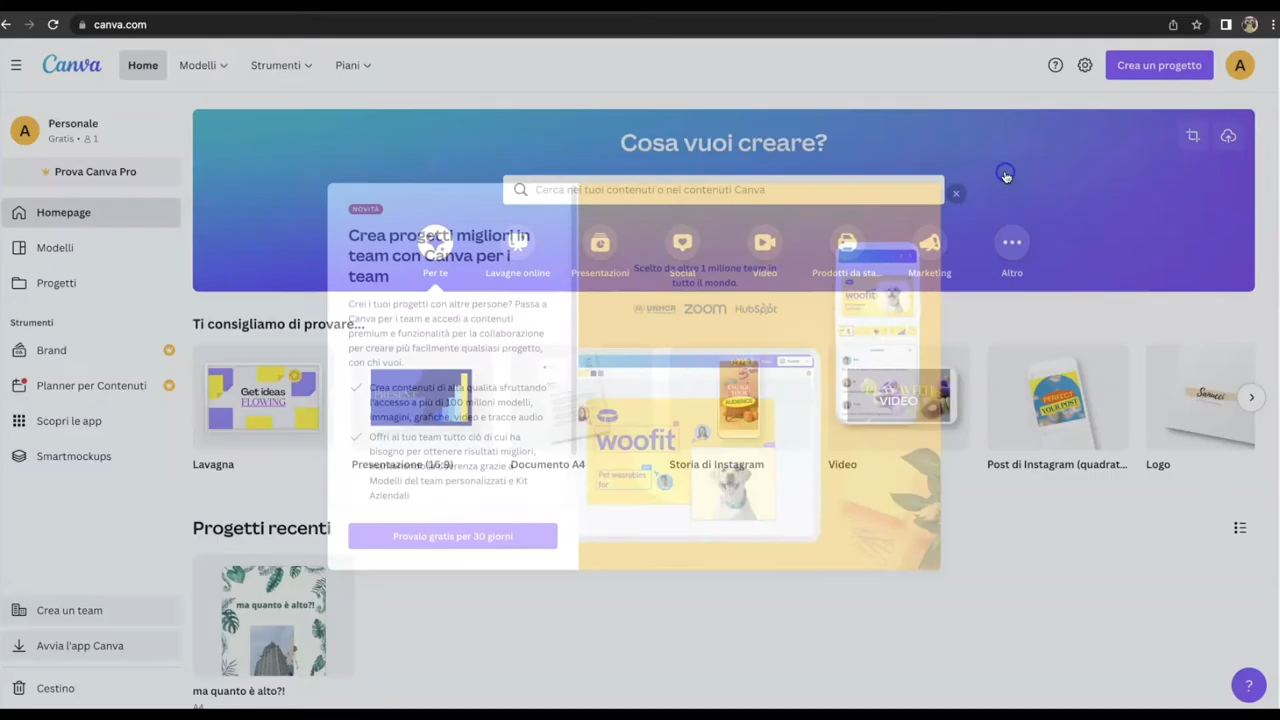 canva.com
Canva
Home
Modelli
Strumenti
Piani
Crea un progetto
A
A
Personale
Gratis • 1
Prova Canva Pro
Homepage
Modelli
Progetti
Strumenti
Brand
Planner per Contenuti
Scopri le app
Smartmockups
Crea un team
Avvia l'app Canva
Cestino
Cosa vuoi creare?
Cerca nei tuoi contenuti o nei contenuti Canva
Per te
Lavagne online
Presentazioni
Social
Video
Prodotti da sta...
Marketing
Altro
NOVITÀ
Crea progetti migliori in
team con Canva per i
team
Crei i tuoi progetti con altre persone? Passa a
Canva per i team e accedi a contenuti
premium e funzionalità per la collaborazione
per creare più facilmente qualsiasi progetto,
con chi vuoi.
Crea contenuti di alta qualità sfruttando
l'accesso a più di 100 milioni modelli,
immagini, grafiche, video e tracce audio
Offri al tuo team tutto ciò di cui ha
bisogno per ottenere risultati migliori,
grazie a
Modelli del team personalizzati e Kit
Aziendali
Provalo gratis per 30 giorni
Scelto da oltre 1 milione team in
tutto il mondo.
UNHCR
ZOOM
HubSpot
woofit
woofit
Pet wearables
for
Ti consigliamo di provare...
Get ideas
FLOWING
PLAY WITH
VIDEO
PERFECT
YOUR POST
Lavagna
Presentazione (16:9)
Documento A4
Storia di Instagram
Video
Post di Instagram (quadrat...
Logo
Progetti recenti
ma quanto è alto?!
ma quanto è alto?!
A4
?